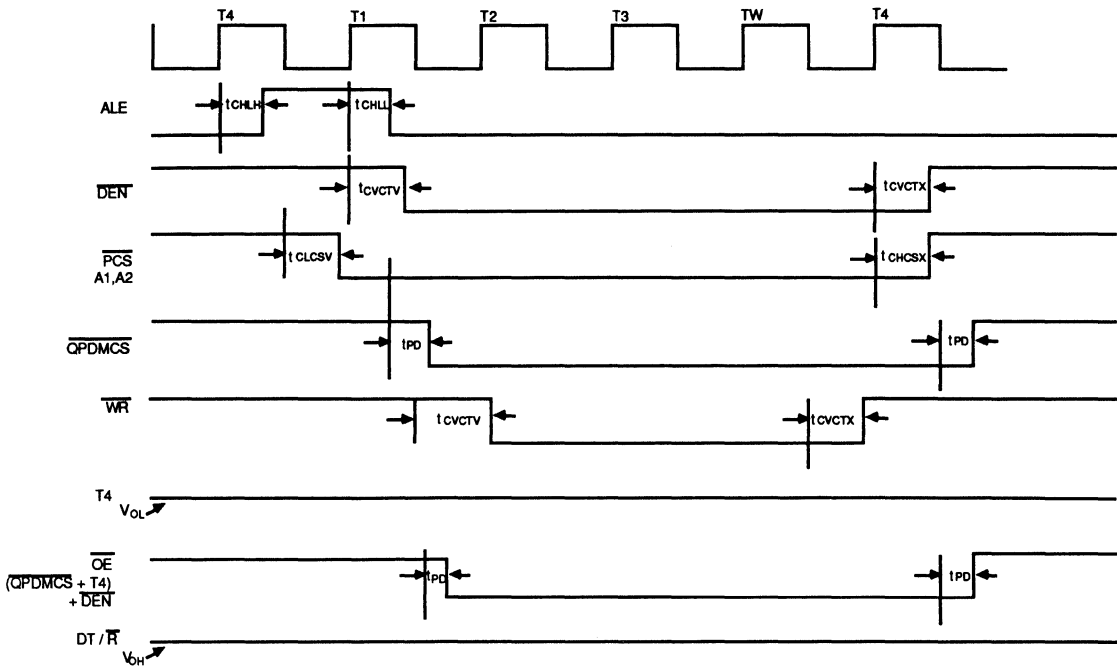 T4 T1 T2 T3 TW T4
ALE tCHLH tCHLL
DEN tCVCTV tCVCTX
PCS tCLCSV tCHCSX
A1,A2
QPDMCS tPD tPD
WR tCVCTV tCVCTX
T4
VOL
OE
(QPDMCS + T4) tPD tPD
+ DEN
DT / R
VOH